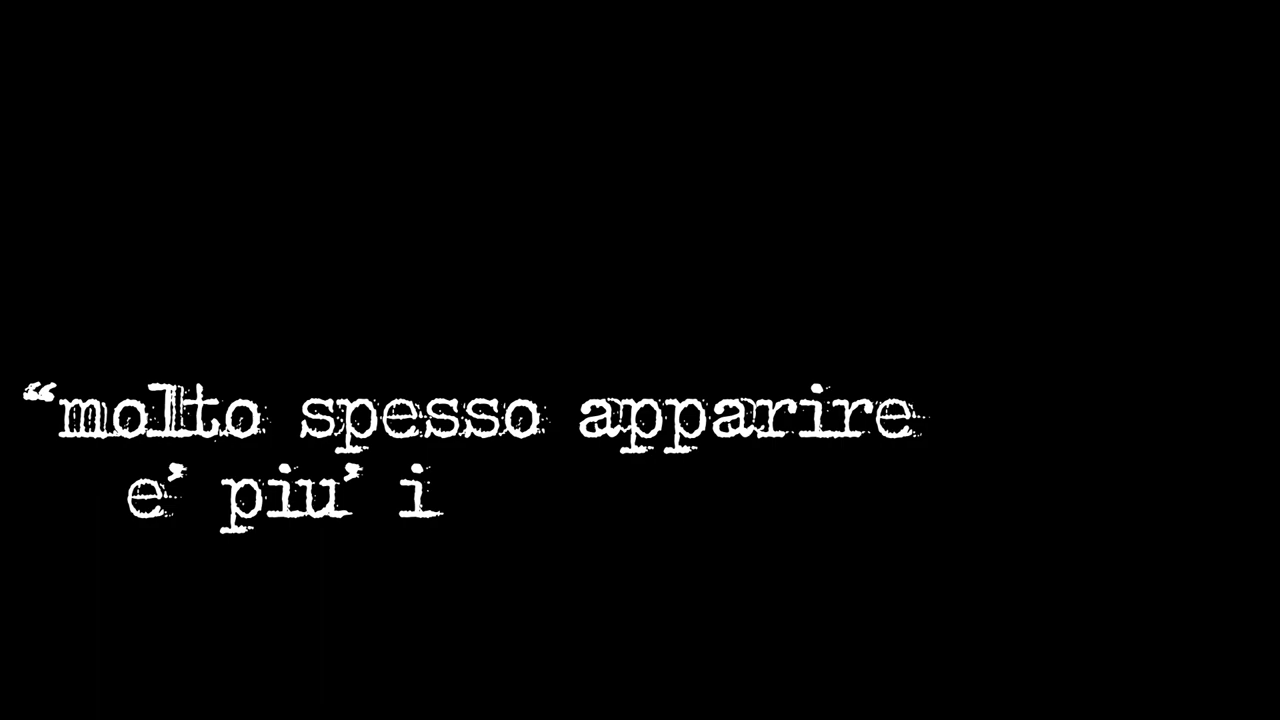 “molto spesso apparire
e’ piu’ i